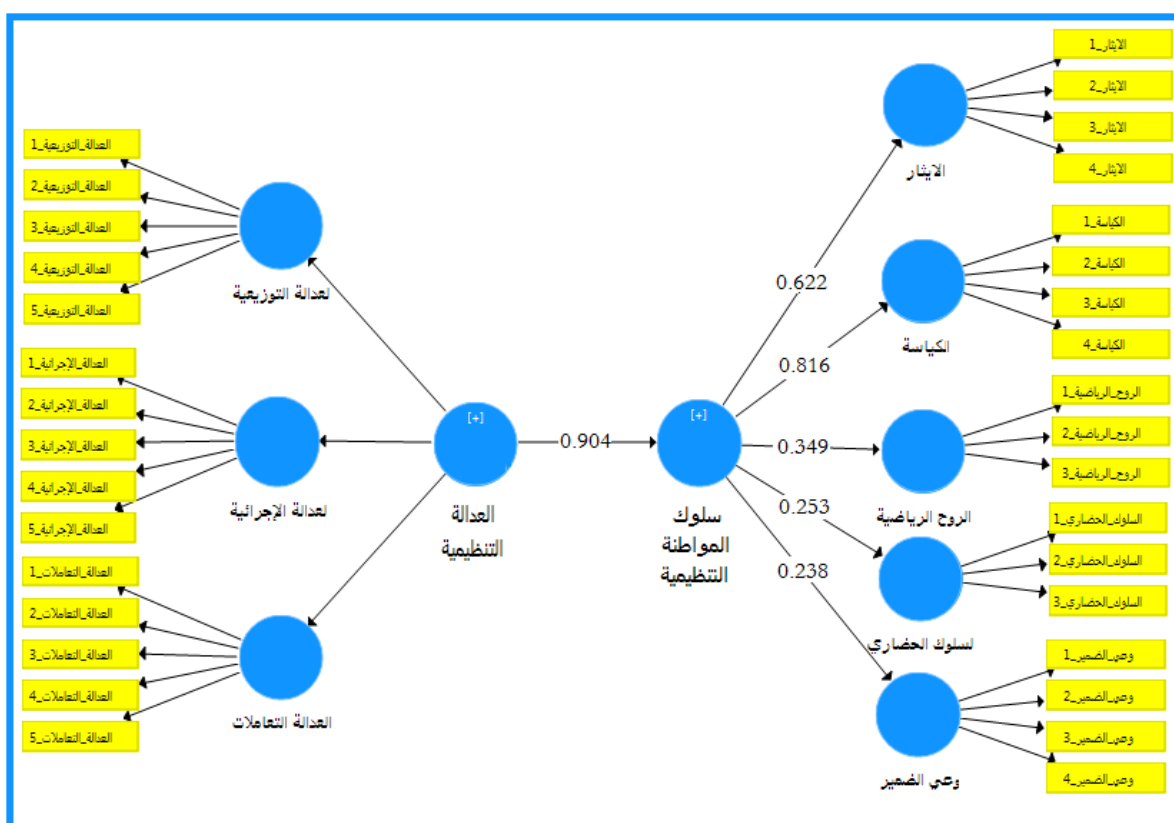 العدالة_التوزيعية_1
العدالة_التوزيعية_2
العدالة_التوزيعية_3
العدالة_التوزيعية_4
العدالة_التوزيعية_5
لعدالة التوزيعية
العدالة_الإجرائية_1
العدالة_الإجرائية_2
العدالة_الإجرائية_3
العدالة_الإجرائية_4
العدالة_الإجرائية_5
لعدالة الإجرائية
العدالة_التعاملات_1
العدالة_التعاملات_2
العدالة_التعاملات_3
العدالة_التعاملات_4
العدالة_التعاملات_5
العدالة التعاملات
[+]
العدالة
التنظيمية
0.904
[+]
سلوك
المواطنة
التنظيمية
0.622
0.816
0.349
0.253
0.238
الايثار
الايثار_1
الايثار_2
الايثار_3
الايثار_4
الكياسة
الكياسة_1
الكياسة_2
الكياسة_3
الكياسة_4
الروح الرياضية
الروح_الرياضية_1
الروح_الرياضية_2
الروح_الرياضية_3
لسلوك الحضاري
السلوك_الحضاري_1
السلوك_الحضاري_2
السلوك_الحضاري_3
وعي الضمير
وعي_الضمير_1
وعي_الضمير_2
وعي_الضمير_3
وعي_الضمير_4